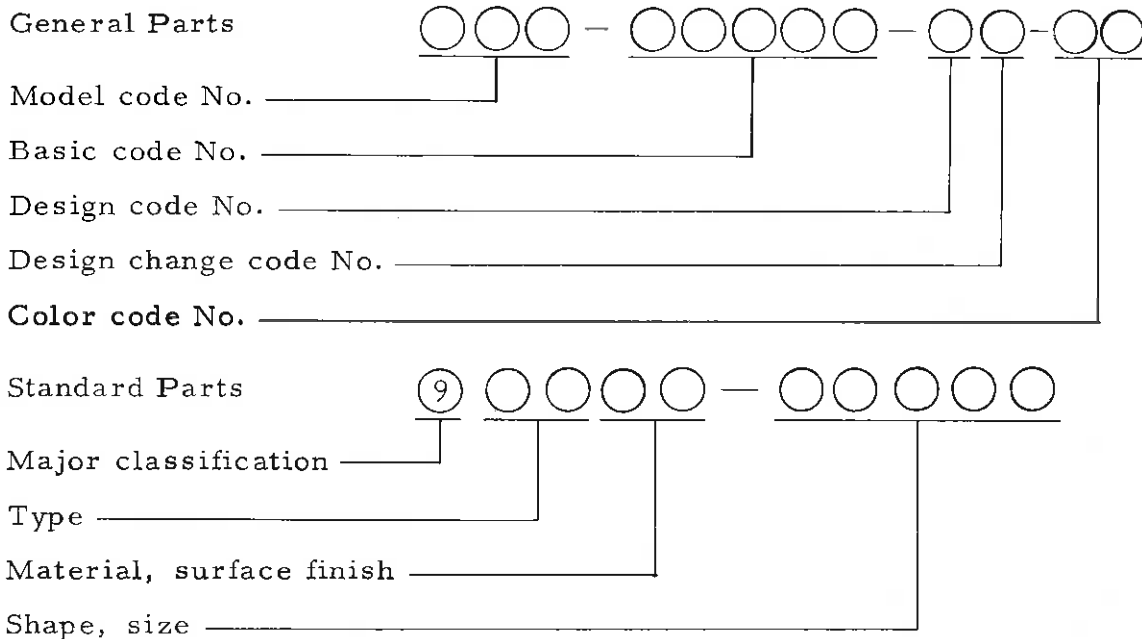 General Parts
Model code No.
Basic code No.
Design code No.
Design change code No.
Color code No.
Standard Parts 9
Major classification
Type
Material, surface finish
Shape, size